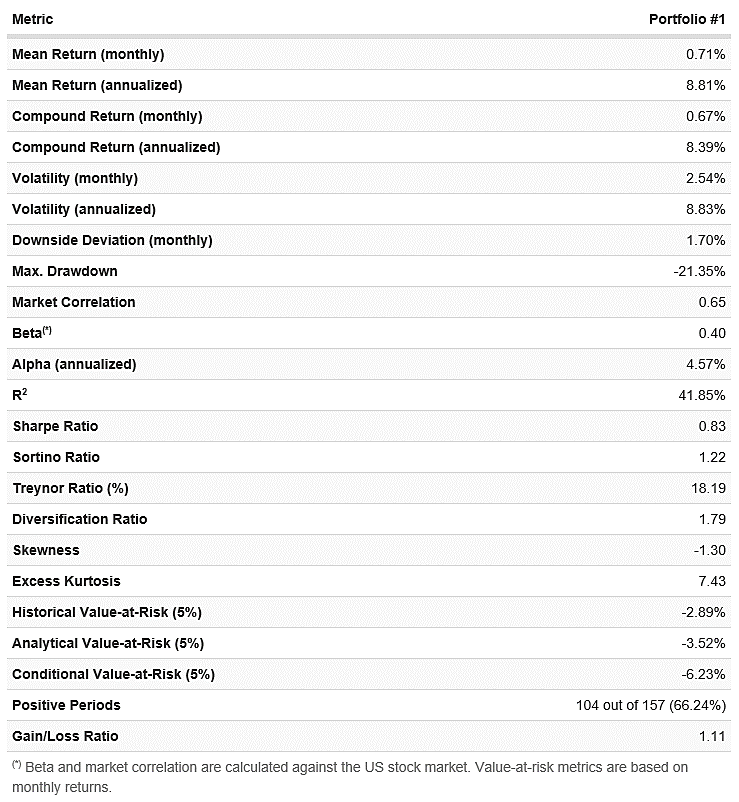 Metric Portfolio #1
Mean Return (monthly) 0.71%
Mean Return (annualized) 8.81%
Compound Return (monthly) 0.67%
Compound Return (annualized) 8.39%
Volatility (monthly) 2.54%
Volatility (annualized) 8.83%
Downside Deviation (monthly) 1.70%
Max. Drawdown -21.35%
Market Correlation 0.65
Beta(*) 0.40
Alpha (annualized) 4.57%
R2 41.85%
Sharpe Ratio 0.83
Sortino Ratio 1.22
Treynor Ratio (%) 18.19
Diversification Ratio 1.79
Skewness -1.30
Excess Kurtosis 7.43
Historical Value-at-Risk (5%) -2.89%
Analytical Value-at-Risk (5%) -3.52%
Conditional Value-at-Risk (5%) -6.23%
Positive Periods 104 out of 157 (66.24%)
Gain/Loss Ratio 1.11
(*) Beta and market correlation are calculated against the US stock market. Value-at-risk metrics are based on
monthly returns.